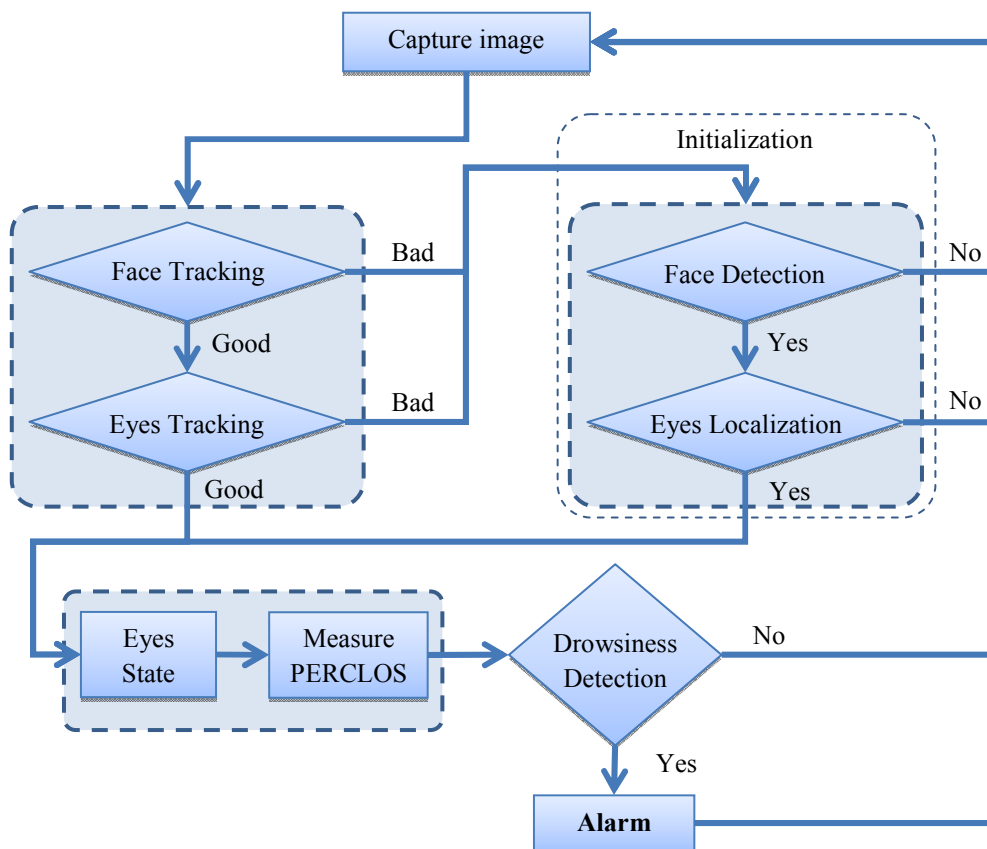 Capture image
Initialization
Bad
Face Tracking
Face Detection
No
Good
Yes
Bad
No
Eyes Tracking
Eyes Localization
Good
Yes
Eyes
State
Measure
PERCLOS
Drowsiness
Detection
No
Yes
Alarm